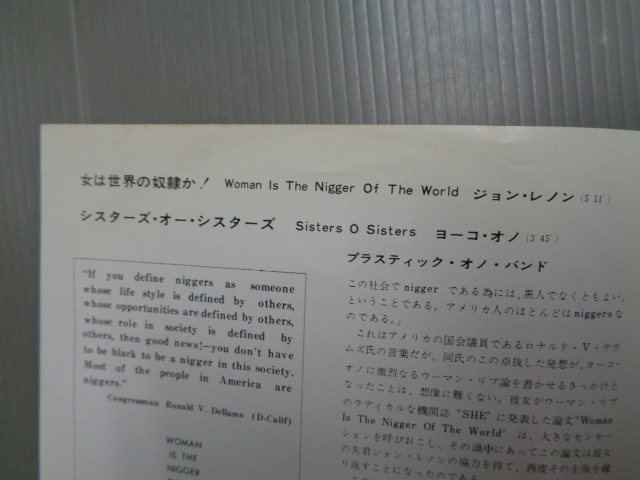 女は世界の奴隷か! Woman Is The Nigger Of The World ジョン・レノン (5'11")
シスターズ・オー・シスターズ Sisters O Sisters ヨーコ・オノ (3'45")
プラスティック・オノ・バンド
"If you define niggers as someone
whose life style is defined by others,
whose opportunities are defined by others,
whose role in society is defined by
others, then good news!—you don't have
to be black to be a nigger in this society.
Most of the people in America are
niggers."
Congressman Ronald V. Dellums (D-Calif)
WOMAN
IS THE
NIGGER
この社会でnigger である為には、黒人でなくともよい、
ということである。アメリカ人のほとんどはniggersな
のである。」
これはアメリカの国会議員であるロナルド・V・デラ
ムズ氏の言葉だが、同氏のこの卓抜した発想が、ヨーコ・
オノに激烈なるウーマン・リブ論を書かせるきっかけと
なったことは、想像に難くない。彼女がウーマン・リブ
のラディカルな機関誌 "SHE"に発表した論文"Woman
Is The Nigger Of The World" は、大きなセンセー
ションを呼びおこし、その渦中にあってこの論文は彼女
の夫君ジョン・レノンの協力を得て、再度その主張を繰
り返すことになったのである